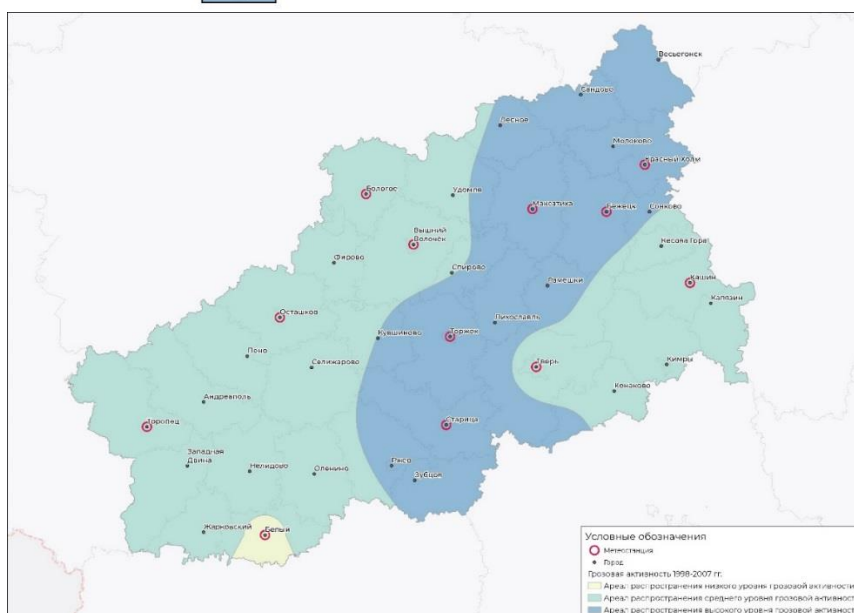 Весьегонск
Сандово
Лесное
Молоково
Красный Холм
Бологое
Удомля
Максатиха
Бежецк
Сонково
Вышний
Волочек
Кесова Гора
Фирово
Спирово
Рамешки
Кашин
Калязин
Осташков
Лихославль
Кувшиново
Торжок
Пено
Селижарово
Тверь
Кимры
Конаково
Андреаполь
Торопец
Старица
Западная
Двина
Нелидово
Оленино
Ржев
Зубцов
Жарковский
Белый
Условные обозначения
Метеостанция
Город
Грозовая активность 1998-2007 гг.
Ареал распространения низкого уровня грозовой активности
Ареал распространения среднего уровня грозовой активност
Ареал распространения высокого уровня грозовой активност